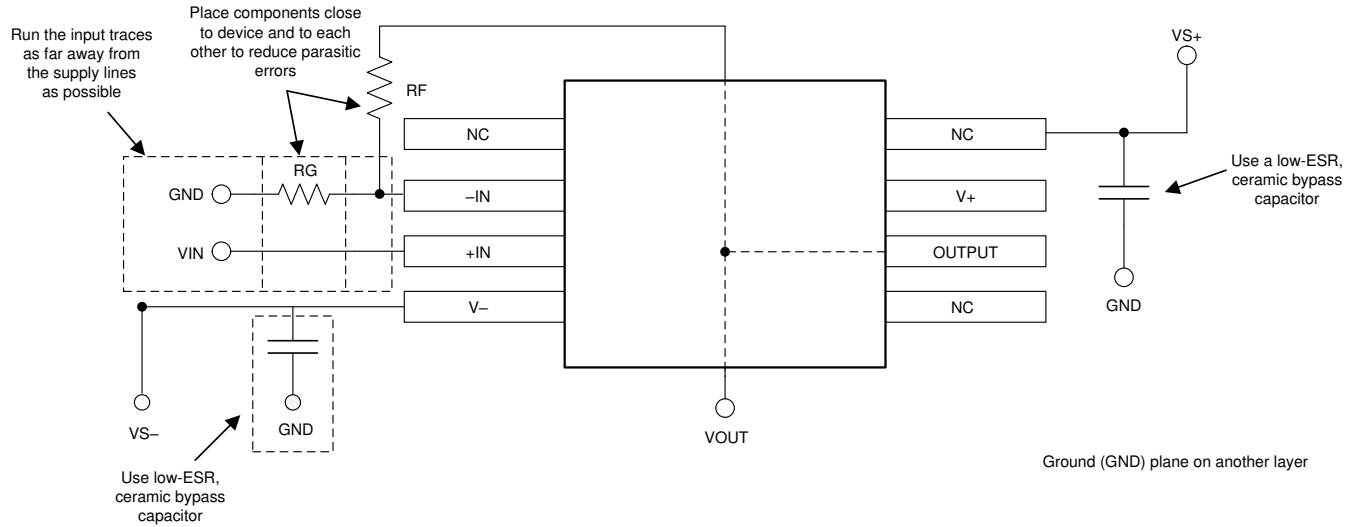 Run the input traces
as far away from
the supply lines
as possible
Place components close
to device and to each
other to reduce parasitic
errors
RF
VS+
NC
NC
RG
GND
–IN
V+
Use a low-ESR,
ceramic bypass
capacitor
VIN
+IN
OUTPUT
V–
NC
GND
VS–
GND
VOUT
Use low-ESR,
ceramic bypass
capacitor
Ground (GND) plane on another layer